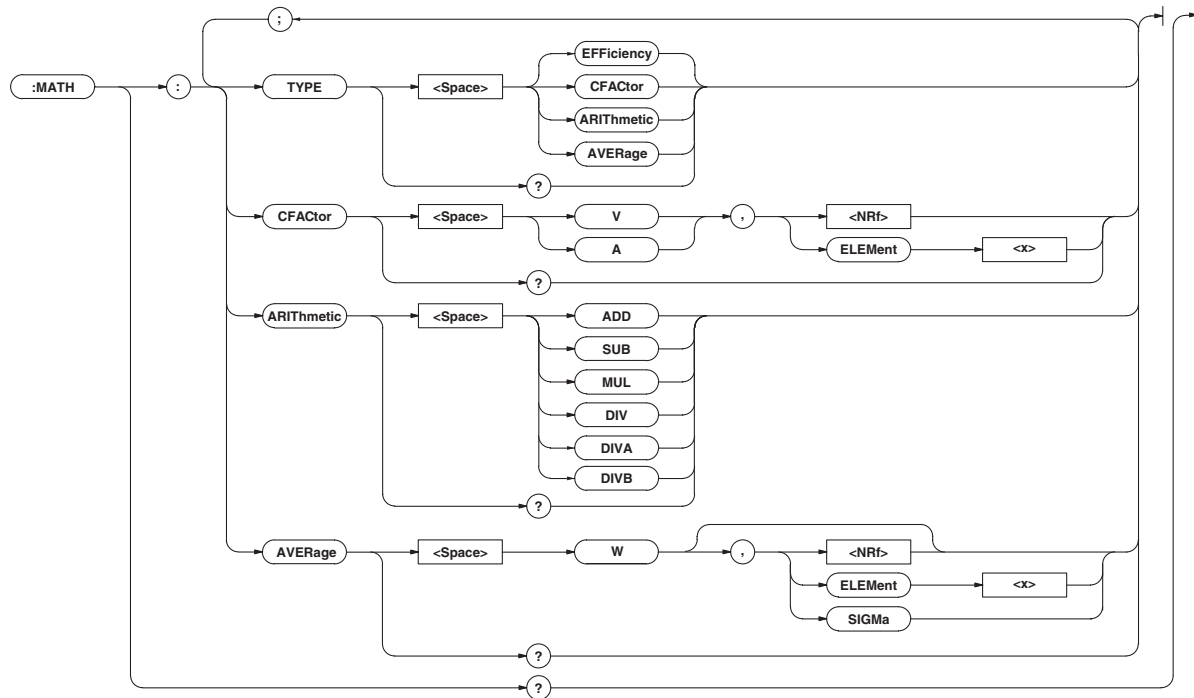 ;
EFFiciency
:MATH : TYPE <Space> CFACtor
ARIThmetic
AVERage
?
CFACtor <Space> V , <NRf>
A ELEMent <x>
?
ARIThmetic <Space> ADD
SUB
MUL
DIV
DIVA
DIVB
?
AVERage <Space> W , <NRf>
ELEMent <x>
SIGMa
?
?